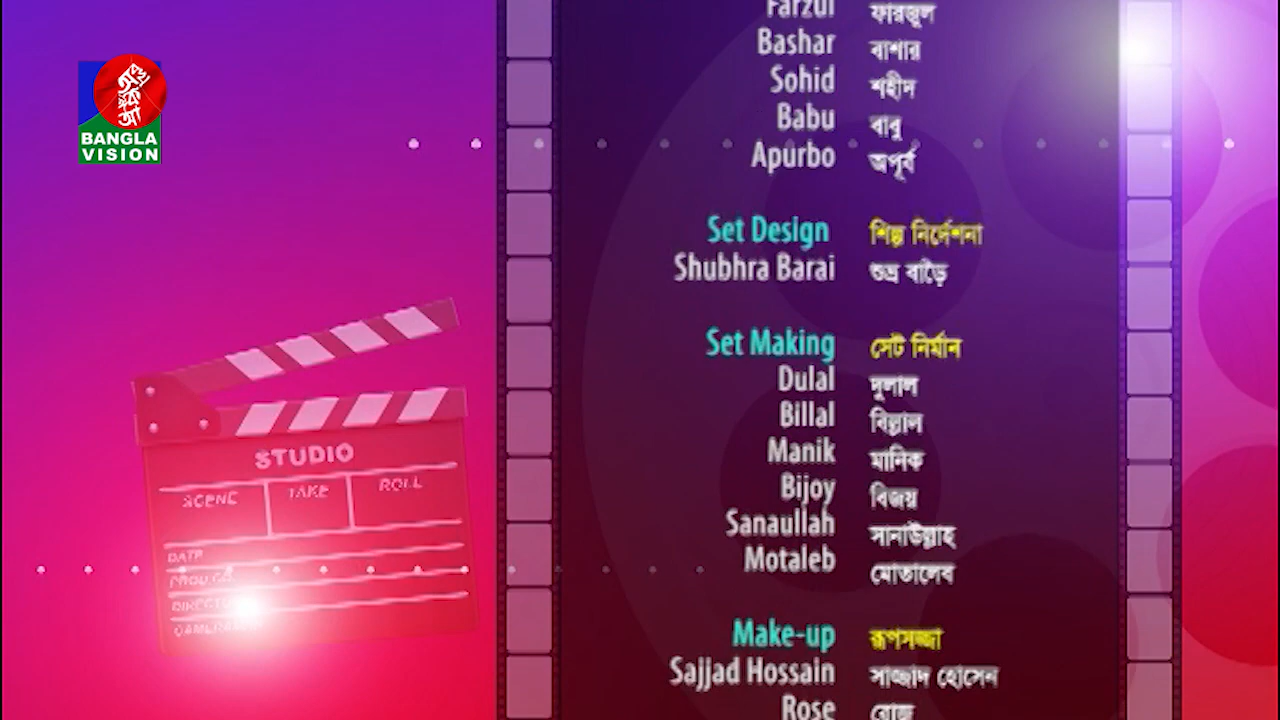 BANGLA
VISION
Farzul ফারজুল
Bashar বাশার
Sohid শহীদ
Babu বাবু
Apurbo অপূর্ব
Set Design শিল্প নির্দেশনা
Shubhra Barai শুভ্র বাড়ৈ
Set Making সেট নির্মান
Dulal দুলাল
Billal বিল্লাল
Manik মানিক
Bijoy বিজয়
Sanaullah সানাউল্লাহ
Motaleb মোতালেব
Make-up রূপসজ্জা
Sajjad Hossain সাজ্জাদ হোসেন
Rose রোজ
STUDIO
SCENE TAKE ROLL
DATE